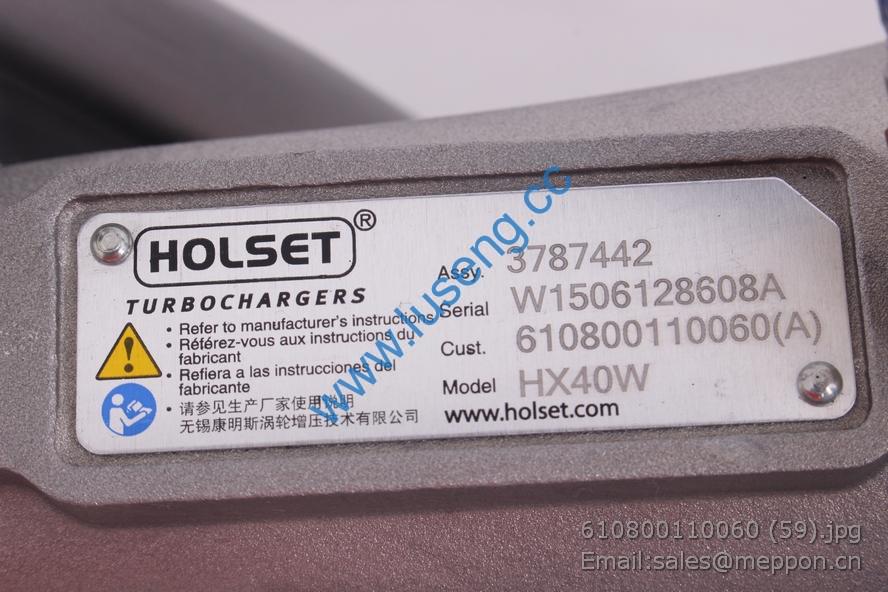 HOLSET®
TURBOCHARGERS
• Refer to manufacturer's instructions
• Référez-vous aux instructions du
fabricant
• Refiera a las instrucciones del
fabricante
• 请参见生产厂家使用说明
无锡康明斯涡轮增压技术有限公司
Assy. 3787442
Serial W1506128608A
Cust. 610800110060(A)
Model HX40W
www.holset.com
www.luseng.cc
610800110060 (59).jpg
Email:sales@meppon.cn